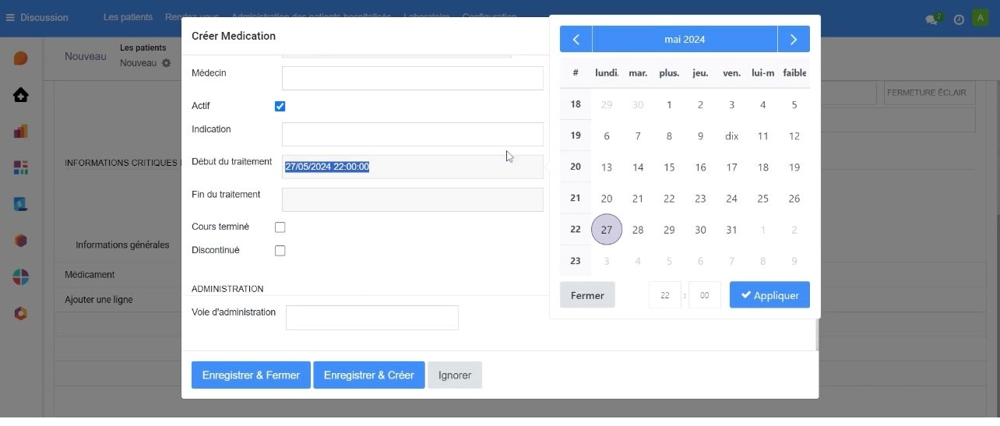 Discussion
Les patients Rendez-vous Administration des patients hospitalisés Laboratoire Configuration
2
A
Nouveau
Les patients
Nouveau
FERMETURE ÉCLAIR
INFORMATIONS CRITIQUES
Informations générales
Médicament
Ajouter une ligne
Créer Medication
Médecin
Actif
Indication
Début du traitement
27/05/2024 22:00:00
Fin du traitement
Cours terminé
Discontinué
ADMINISTRATION
Voie d'administration
Enregistrer & Fermer Enregistrer & Créer Ignorer
mai 2024
# lundi. mar. plus. jeu. ven. lui-m faible
18 29 30 1 2 3 4 5
19 6 7 8 9 dix 11 12
20 13 14 15 16 17 18 19
21 20 21 22 23 24 25 26
22 27 28 29 30 31 1 2
23 3 4 5 6 7 8 9
Fermer 22 : 00 Appliquer